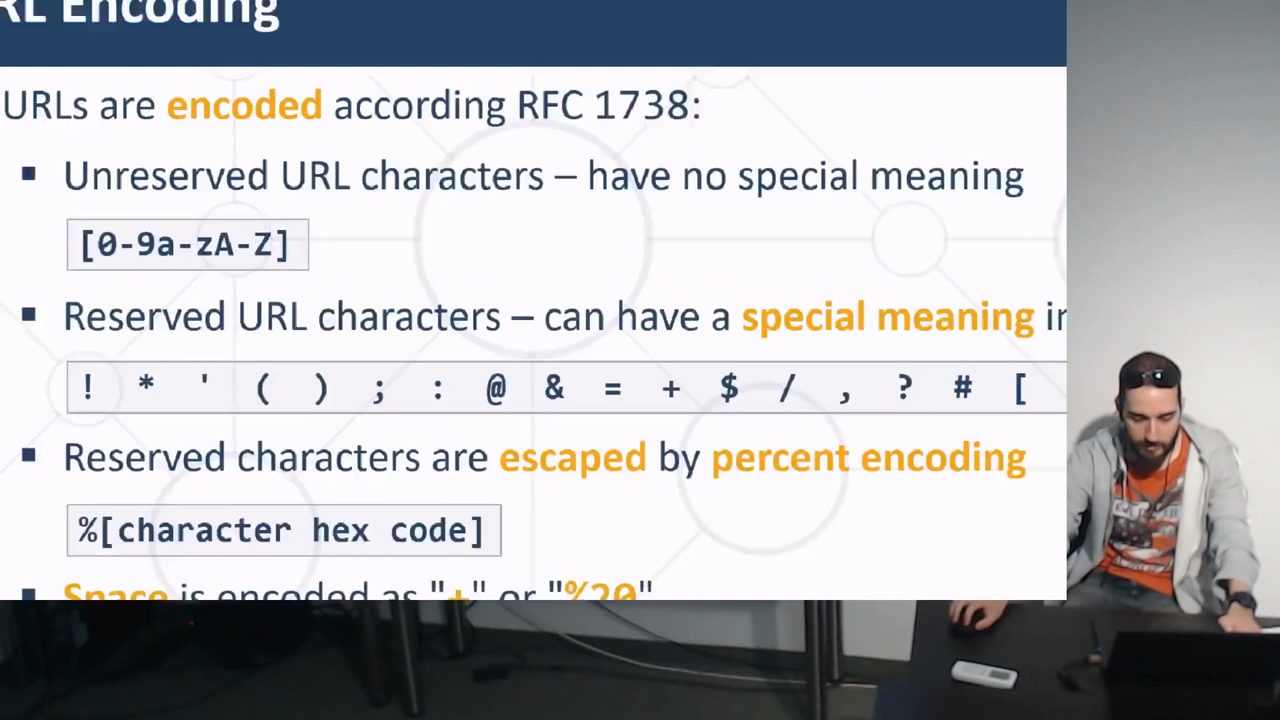 RL Encoding
URLs are encoded according RFC 1738:
▪ Unreserved URL characters – have no special meaning
[0-9a-zA-Z]
▪ Reserved URL characters – can have a special meaning in
! * ' ( ) ; : @ & = + $ / , ? # [
▪ Reserved characters are escaped by percent encoding
%[character hex code]
▪ Space is encoded as "+" or "%20"